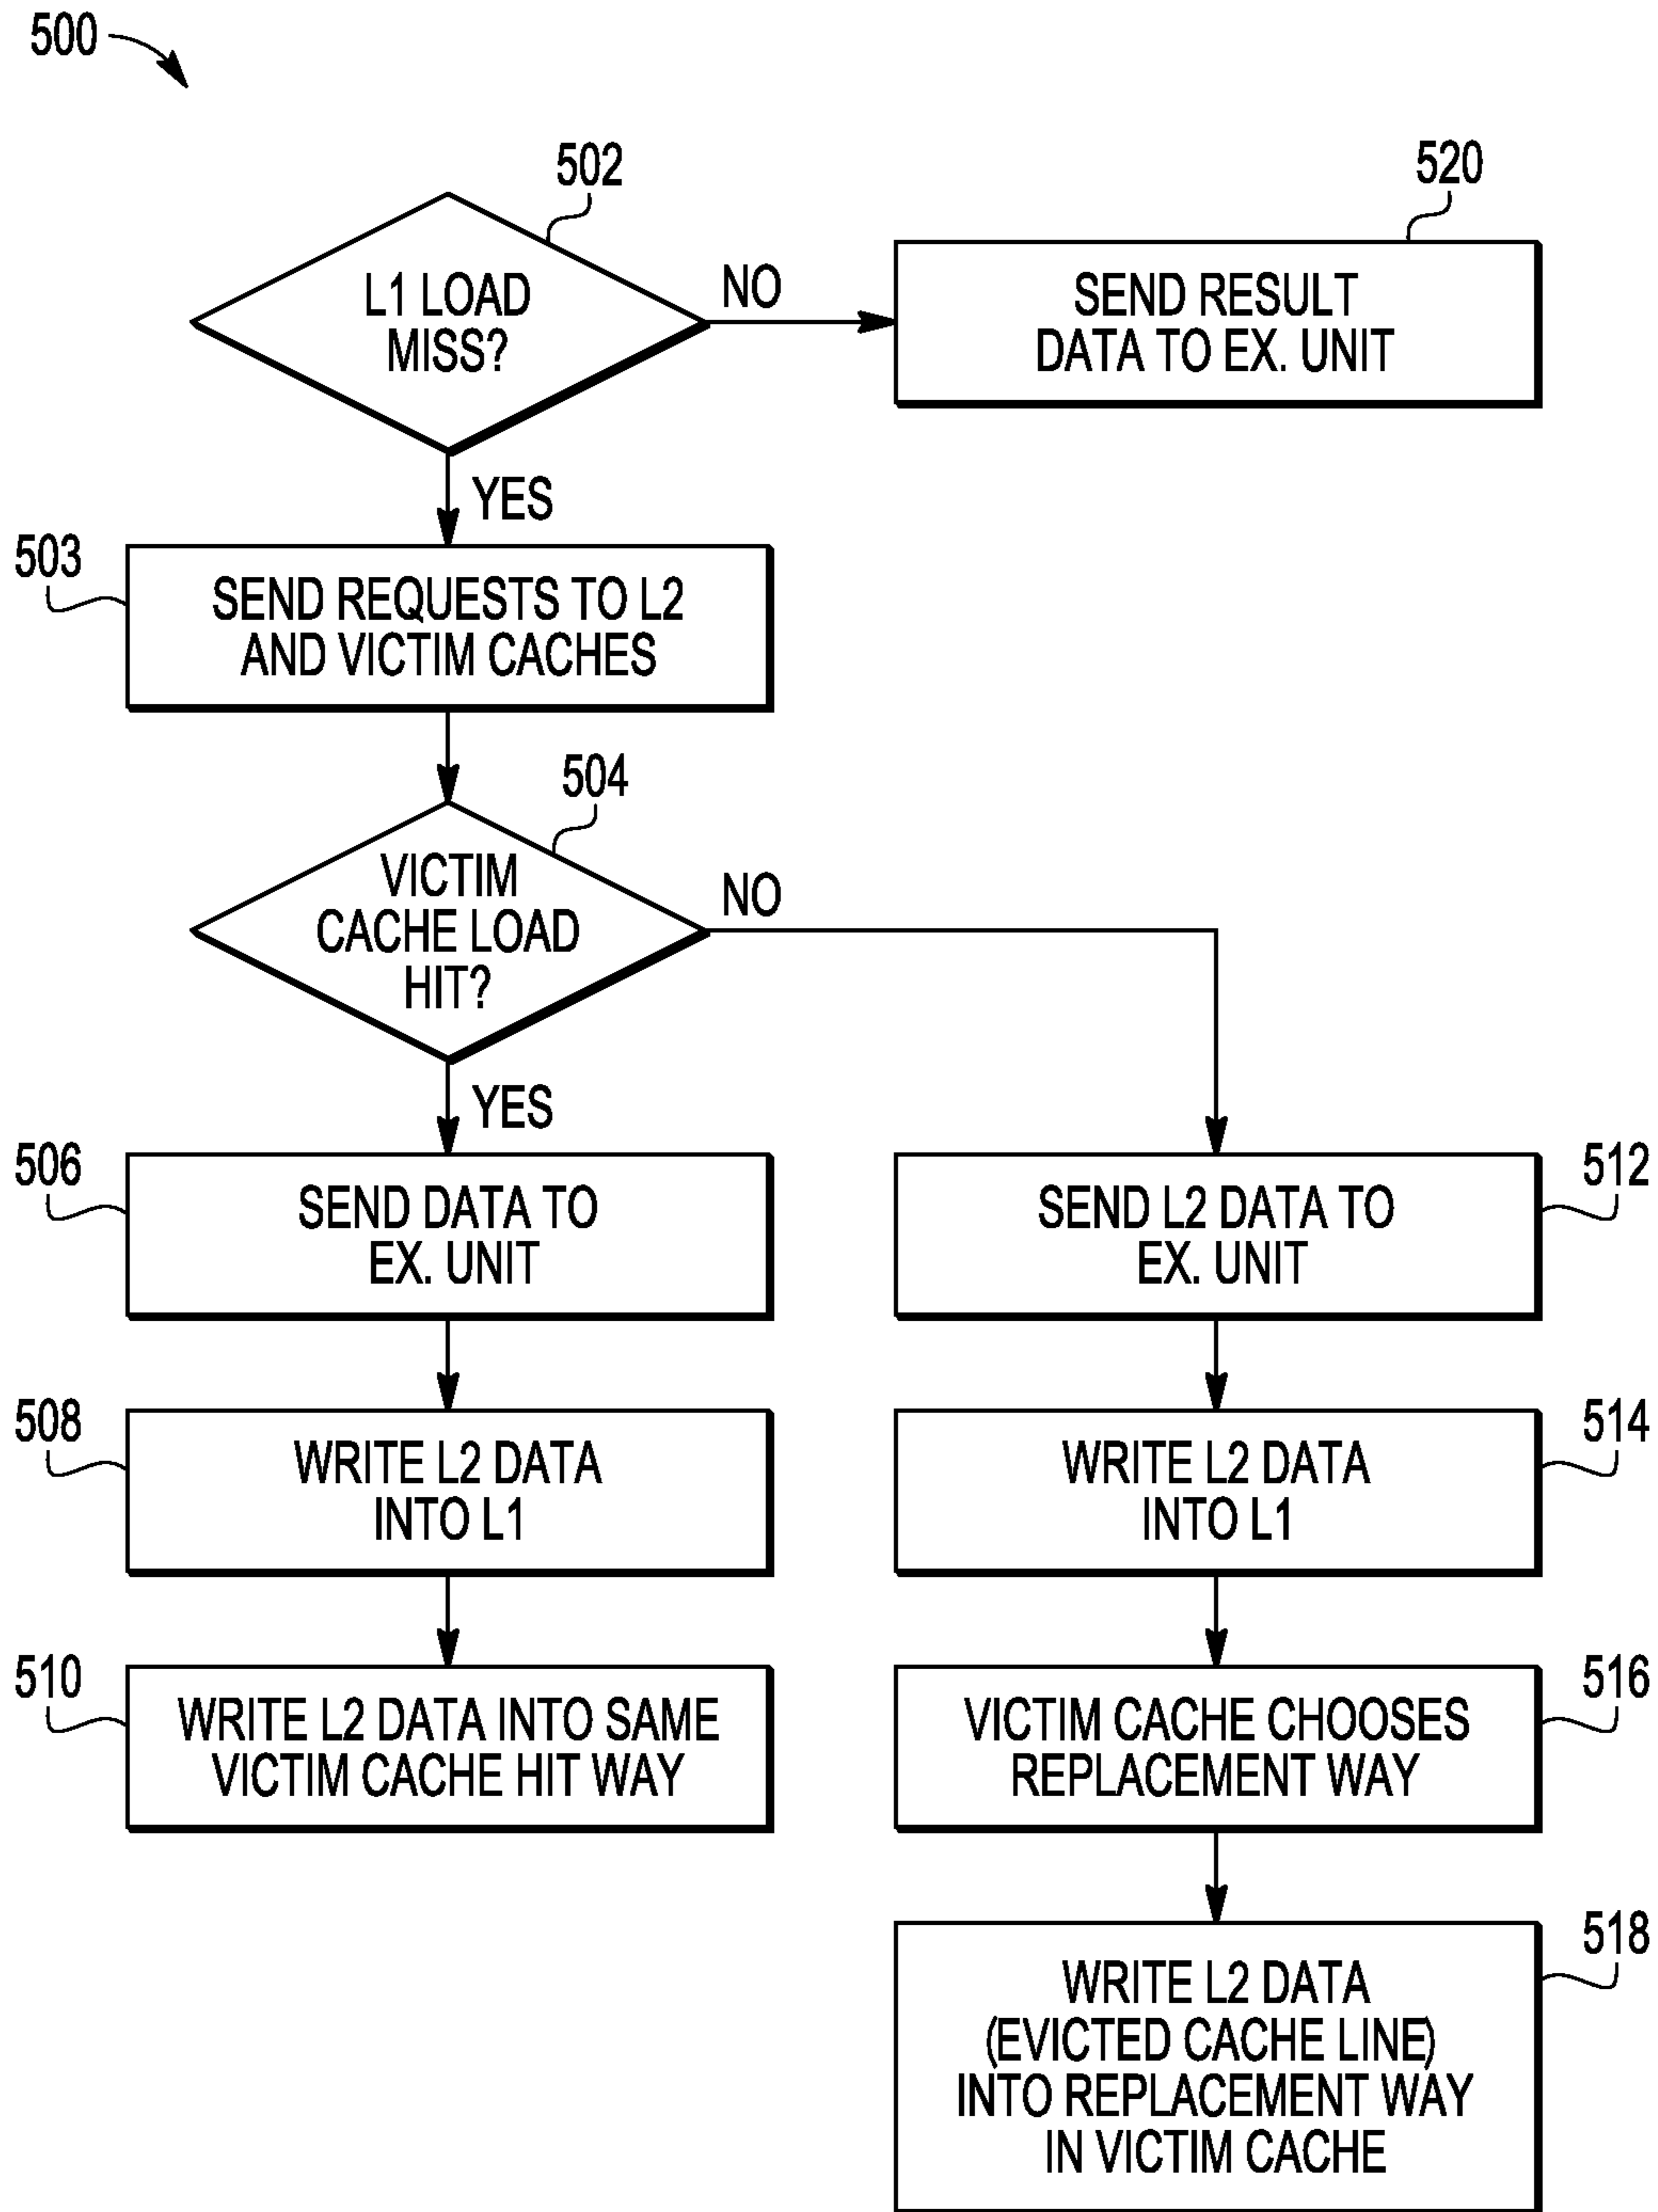 500
502
520
L1 LOAD
MISS?
NO
SEND RESULT
DATA TO EX. UNIT
YES
503
SEND REQUESTS TO L2
AND VICTIM CACHES
504
VICTIM
CACHE LOAD
HIT?
NO
YES
506
SEND DATA TO
EX. UNIT
512
SEND L2 DATA TO
EX. UNIT
508
WRITE L2 DATA
INTO L1
514
WRITE L2 DATA
INTO L1
510
WRITE L2 DATA INTO SAME
VICTIM CACHE HIT WAY
516
VICTIM CACHE CHOOSES
REPLACEMENT WAY
518
WRITE L2 DATA
(EVICTED CACHE LINE)
INTO REPLACEMENT WAY
IN VICTIM CACHE